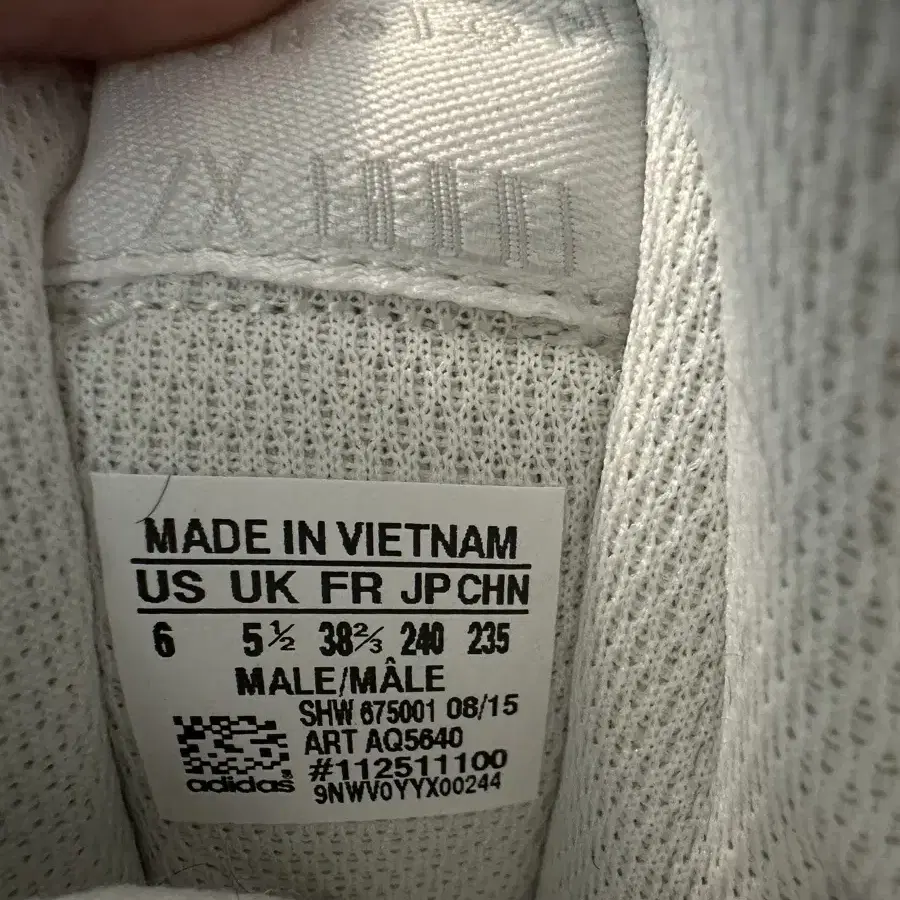 ZX
MADE IN VIETNAM
US UK FR JP CHN
6 5½ 38⅔ 240 235
MALE/MÂLE
SHW 675001 08/15
ART AQ5640
#112511100
adidas 9NWV0YYX00244